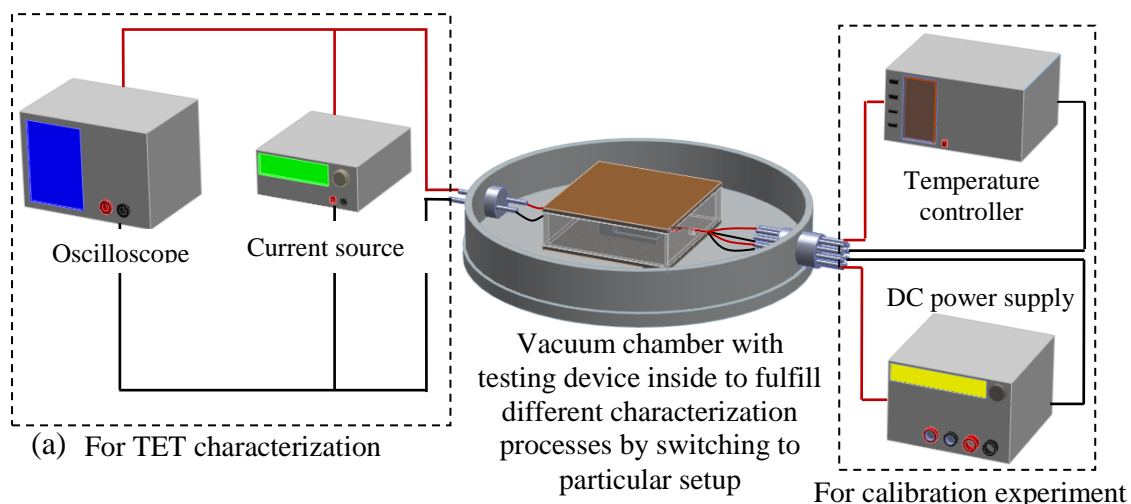 Oscilloscope
Current source
Temperature
controller
DC power supply
Vacuum chamber with
testing device inside to fulfill
different characterization
processes by switching to
particular setup
(a) For TET characterization
For calibration experiment